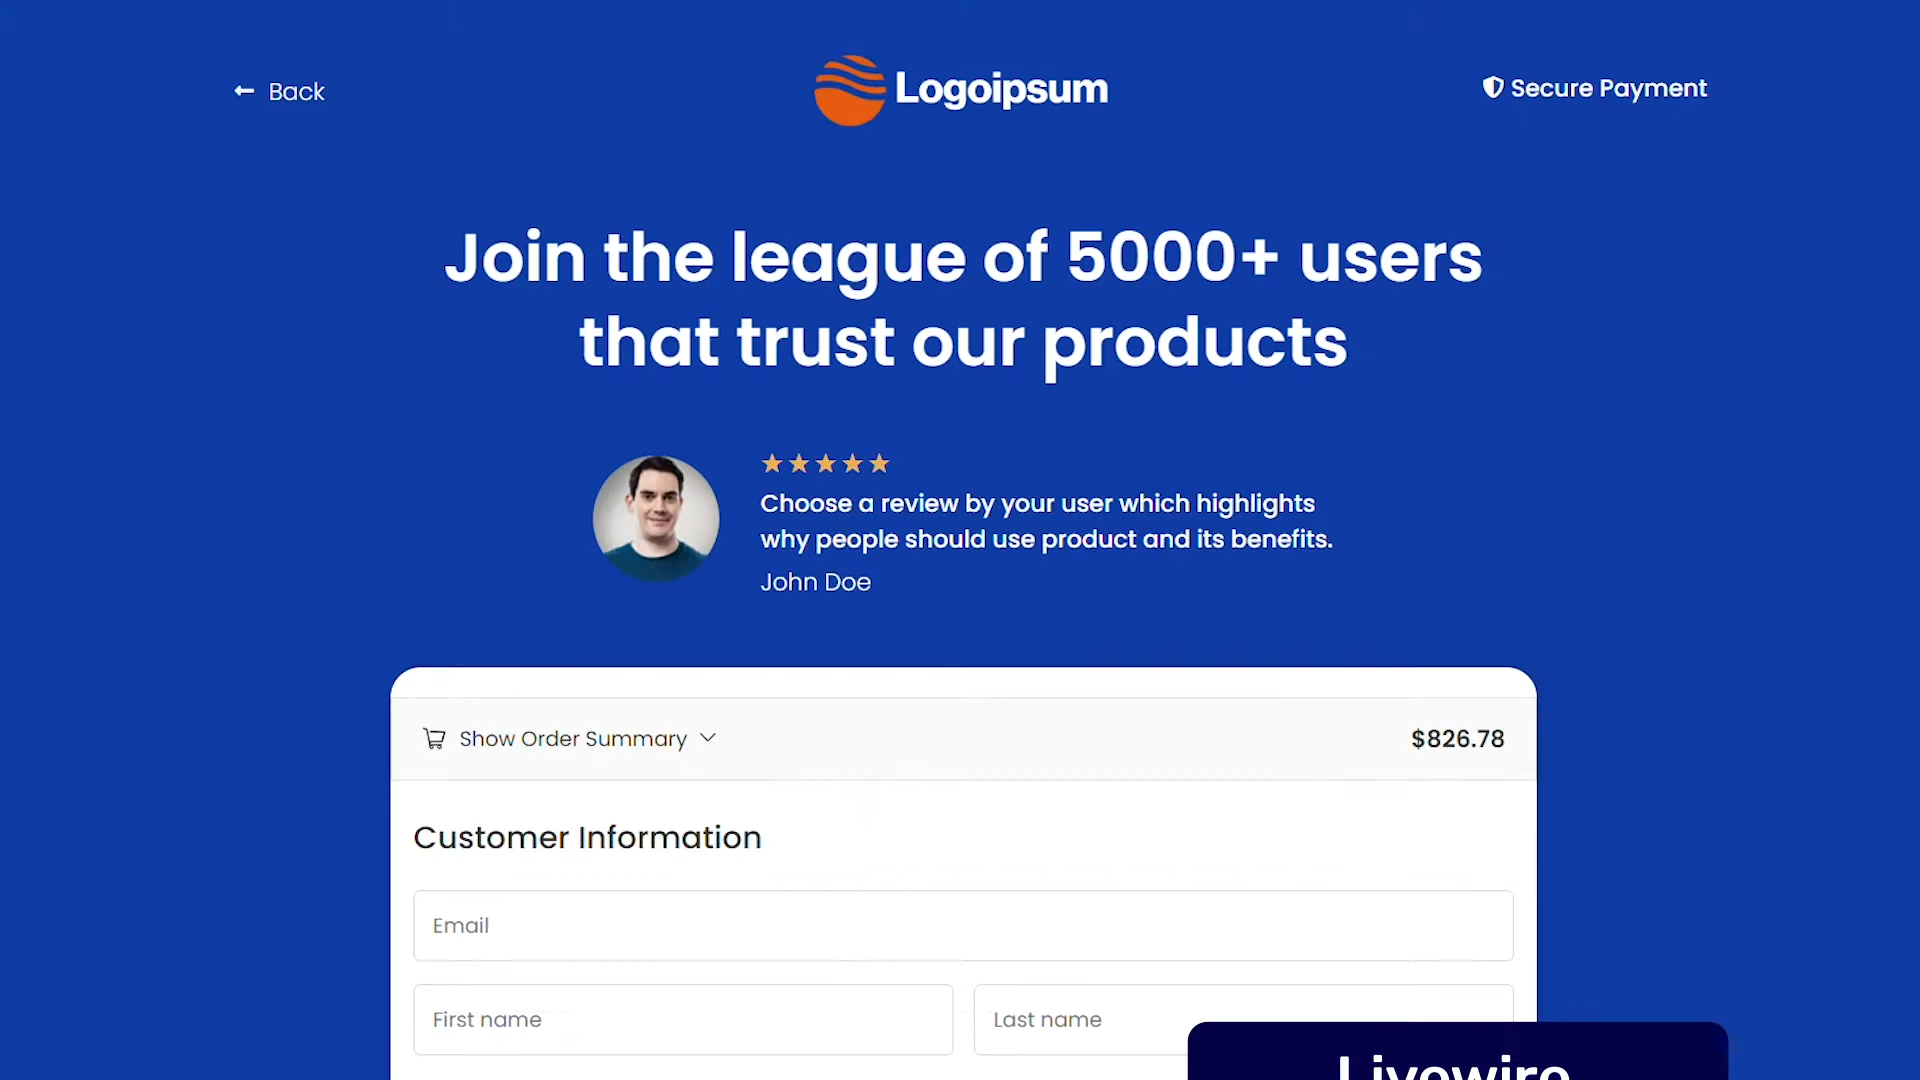 Back
Logoipsum
Secure Payment
Join the league of 5000+ users
that trust our products
Choose a review by your user which highlights
why people should use product and its benefits.
John Doe
Show Order Summary
$826.78
Customer Information
Email
First name
Last name
Livewire